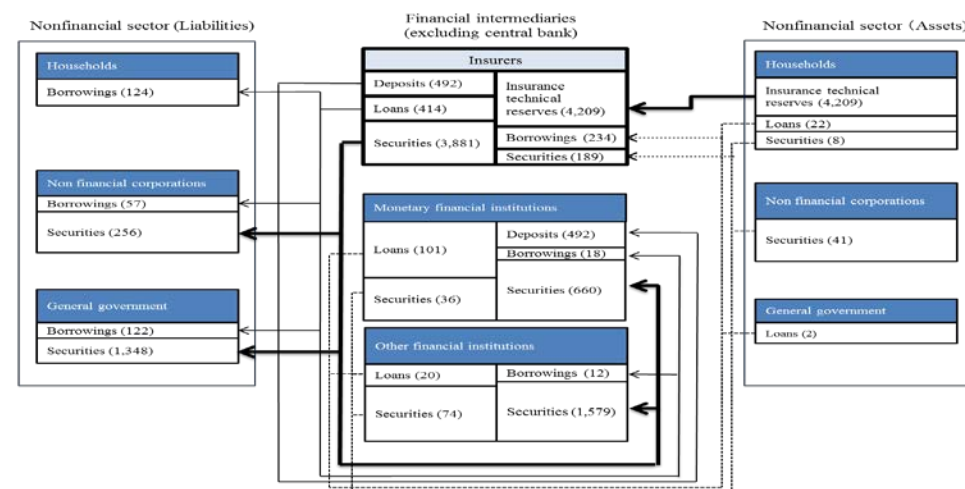 Nonfinancial sector (Liabilities)
Households
Borrowings (124)
Non financial corporations
Borrowings (57)
Securities (256)
General government
Borrowings (122)
Securities (1,348)
Financial intermediaries
(excluding central bank)
Insurers
Deposits (492)
Loans (414)
Securities (3,881)
Insurance
technical
reserves (4,209)
Borrowings (234)
Securities (189)
Monetary financial institutions
Loans (101)
Securities (36)
Deposits (492)
Borrowings (18)
Securities (660)
Other financial institutions
Loans (20)
Securities (74)
Borrowings (12)
Securities (1,579)
Nonfinancial sector (Assets)
Households
Insurance technical
reserves (4,209)
Loans (22)
Securities (8)
Non financial corporations
Securities (41)
General government
Loans (2)